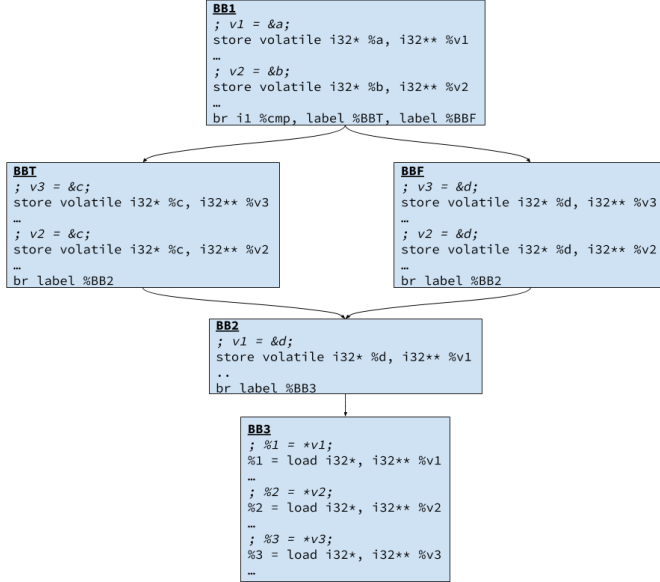 BB1
; v1 = &a;
store volatile i32* %a, i32** %v1
…
; v2 = &b;
store volatile i32* %b, i32** %v2
…
br i1 %cmp, label %BBT, label %BBF
BBT
; v3 = &c;
store volatile i32* %c, i32** %v3
…
; v2 = &c;
store volatile i32* %c, i32** %v2
…
br label %BB2
BBF
; v3 = &d;
store volatile i32* %d, i32** %v3
…
; v2 = &d;
store volatile i32* %d, i32** %v2
…
br label %BB2
BB2
; v1 = &d;
store volatile i32* %d, i32** %v1
..
br label %BB3
BB3
; %1 = *v1;
%1 = load i32*, i32** %v1
…
; %2 = *v2;
%2 = load i32*, i32** %v2
…
; %3 = *v3;
%3 = load i32*, i32** %v3
…